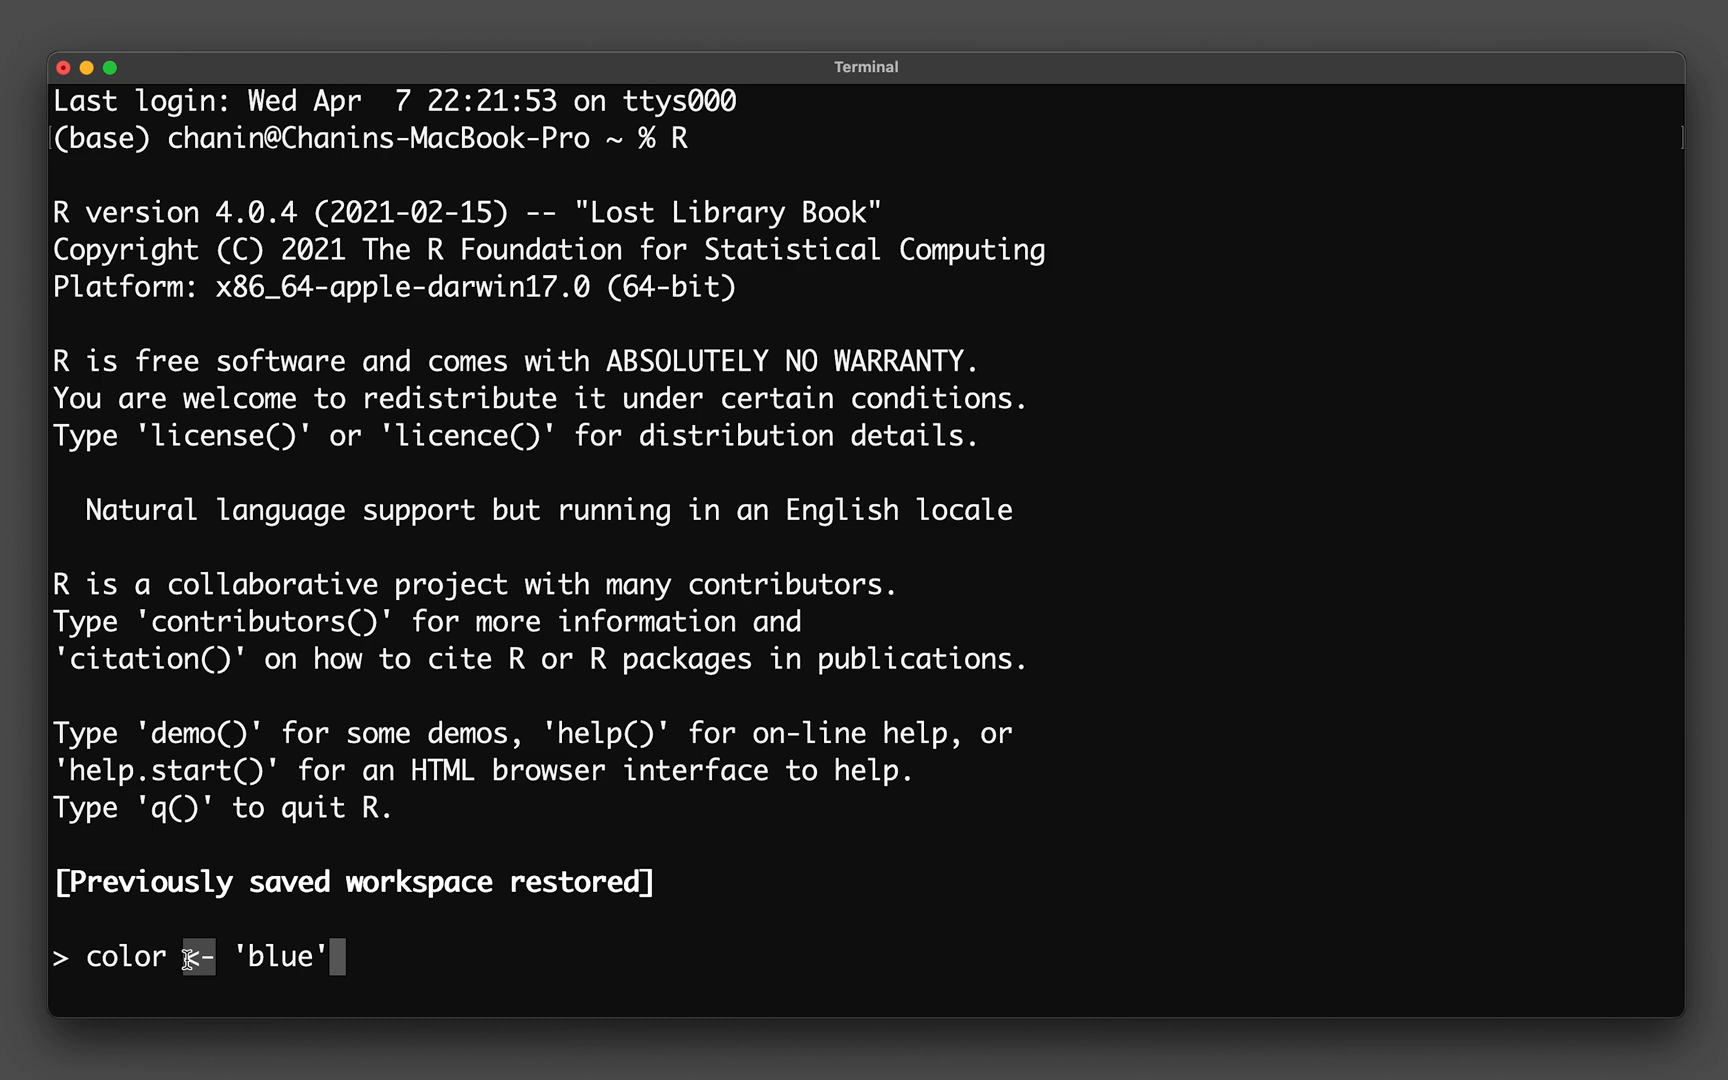 Terminal
Last login: Wed Apr  7 22:21:53 on ttys000
(base) chanin@Chanins-MacBook-Pro ~ % R
R version 4.0.4 (2021-02-15) -- "Lost Library Book"
Copyright (C) 2021 The R Foundation for Statistical Computing
Platform: x86_64-apple-darwin17.0 (64-bit)
R is free software and comes with ABSOLUTELY NO WARRANTY.
You are welcome to redistribute it under certain conditions.
Type 'license()' or 'licence()' for distribution details.
  Natural language support but running in an English locale
R is a collaborative project with many contributors.
Type 'contributors()' for more information and
'citation()' on how to cite R or R packages in publications.
Type 'demo()' for some demos, 'help()' for on-line help, or
'help.start()' for an HTML browser interface to help.
Type 'q()' to quit R.
[Previously saved workspace restored]
> color <- 'blue'